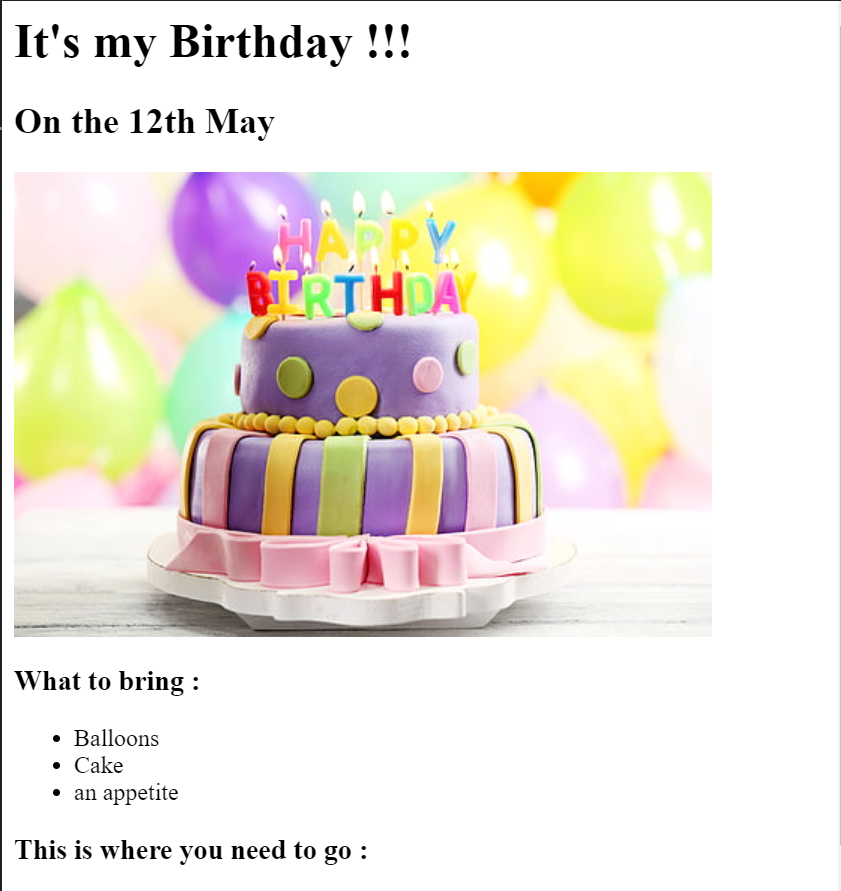 It's my Birthday !!!
On the 12th May
HAPPY
BIRTHDAY
What to bring :
Balloons
Cake
an appetite
This is where you need to go :